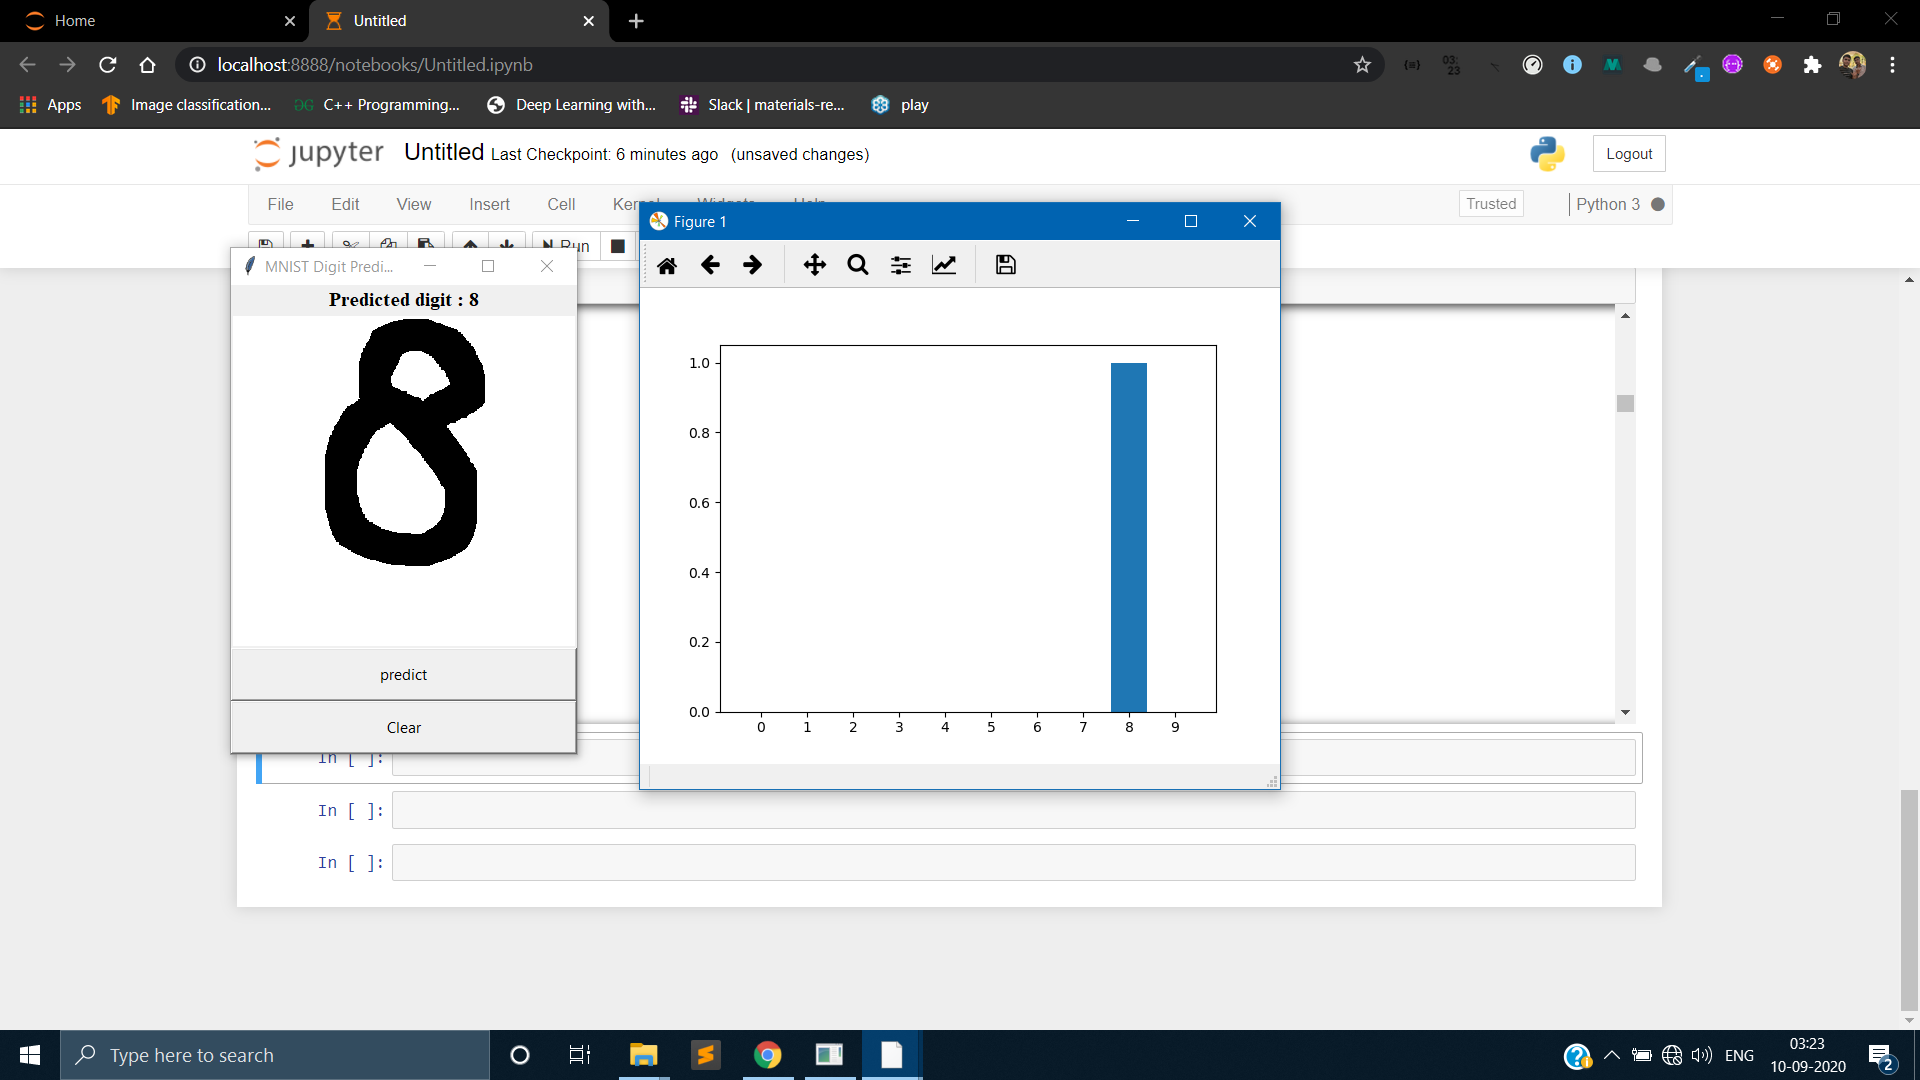 Home
Untitled
localhost:8888/notebooks/Untitled.ipynb
03:
23
Apps
Image classification...
C++ Programming...
Deep Learning with...
Slack | materials-re...
play
jupyter
Untitled Last Checkpoint: 6 minutes ago (unsaved changes)
Logout
File
Edit
View
Insert
Cell
Trusted
Python 3
Run
MNIST Digit Predi...
Predicted digit : 8
8
predict
Clear
Figure 1
1.0
0.8
0.6
0.4
0.2
0.0
0 1 2 3 4 5 6 7 8 9
In [ ]:
In [ ]:
In [ ]:
Type here to search
ENG
03:23
10-09-2020
2